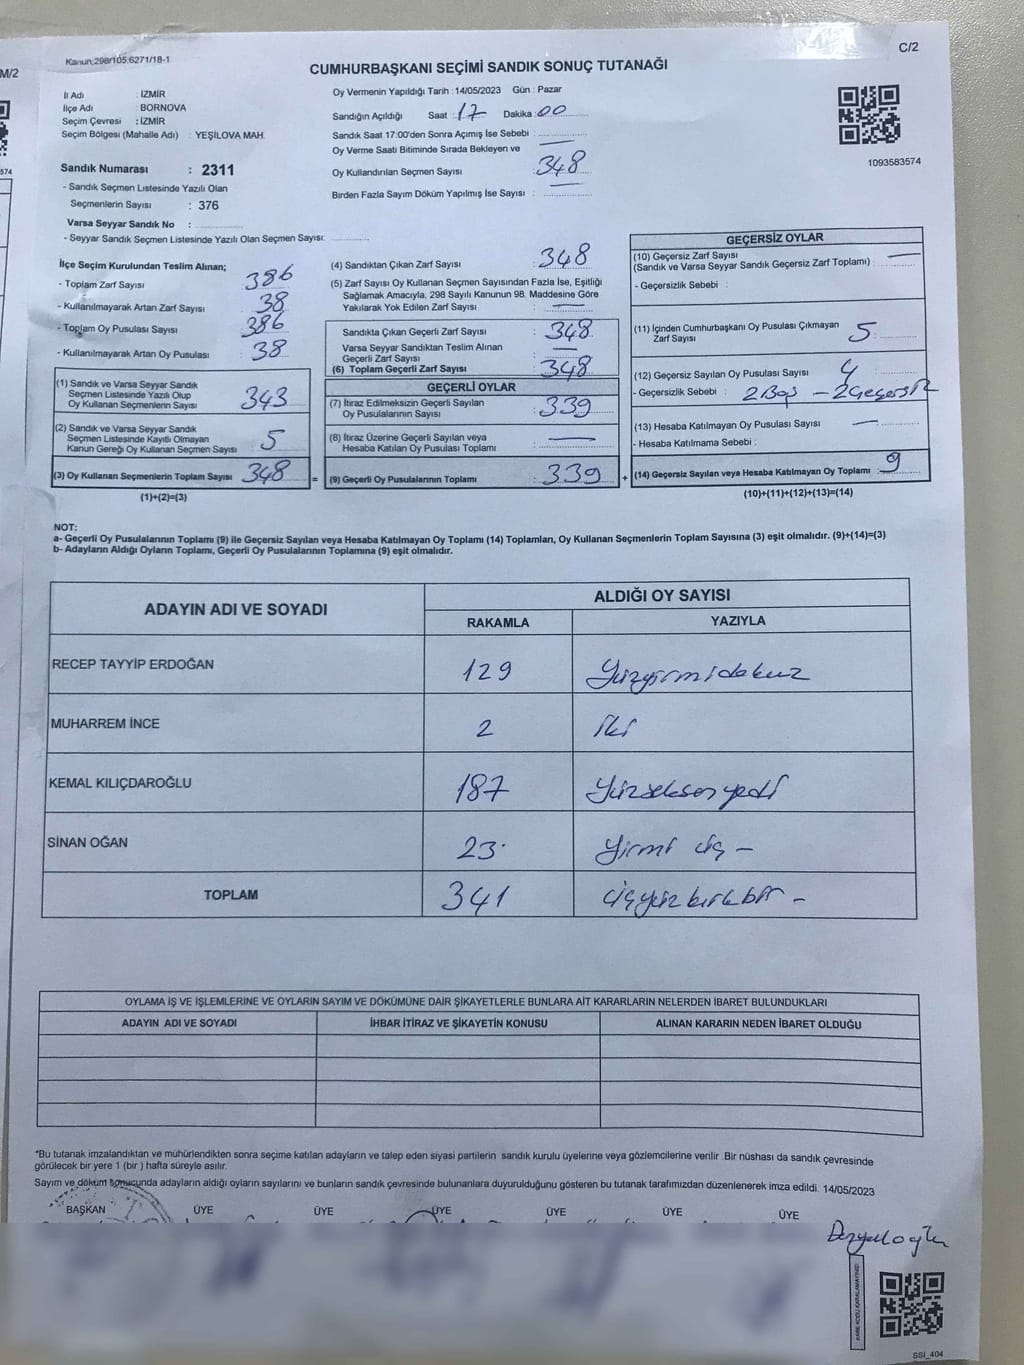 M/2
574
Kanun;298/105;6271/18-1
C/2
CUMHURBAŞKANI SEÇİMİ SANDIK SONUÇ TUTANAĞI
İl Adı : İZMİR
İlçe Adı : BORNOVA
Seçim Çevresi : İZMİR
Seçim Bölgesi (Mahalle Adı) : YEŞİLOVA MAH.
Oy Vermenin Yapıldığı Tarih : 14/05/2023 Gün : Pazar
Sandığın Açıldığı Saat : 17 Dakika : 00
Sandık Saat 17:00'den Sonra Açımış İse Sebebi :
Oy Verme Saati Bitiminde Sırada Bekleyen ve
Oy Kullandırılan Seçmen Sayısı : 348
Birden Fazla Sayım Döküm Yapılmış İse Sayısı :
1093583574
Sandık Numarası : 2311
- Sandık Seçmen Listesinde Yazılı Olan
Seçmenlerin Sayısı : 376
Varsa Seyyar Sandık No :
- Seyyar Sandık Seçmen Listesinde Yazılı Olan Seçmen Sayısı:
İlçe Seçim Kurulundan Teslim Alınan;
- Toplam Zarf Sayısı : 386
- Kullanılmayarak Artan Zarf Sayısı : 38
- Toplam Oy Pusulası Sayısı : 386
- Kullanılmayarak Artan Oy Pusulası : 38
(1) Sandık ve Varsa Seyyar Sandık
Seçmen Listesinde Yazılı Olup
Oy Kullanan Seçmenlerin Sayısı : 343
(2) Sandık ve Varsa Seyyar Sandık
Seçmen Listesinde Kayıtlı Olmayan
Kanun Gereği Oy Kullanan Seçmen Sayısı : 5
(3) Oy Kullanan Seçmenlerin Toplam Sayısı : 348 =
(1)+(2)=(3)
(4) Sandıktan Çıkan Zarf Sayısı : 348
(5) Zarf Sayısı Oy Kullanan Seçmen Sayısından Fazla İse, Eşitliği
Sağlamak Amacıyla, 298 Sayılı Kanunun 98. Maddesine Göre
Yakılarak Yok Edilen Zarf Sayısı : —
Sandıkta Çıkan Geçerli Zarf Sayısı : 348
Varsa Seyyar Sandıktan Teslim Alınan
Geçerli Zarf Sayısı : —
(6) Toplam Geçerli Zarf Sayısı : 348
GEÇERLİ OYLAR
(7) İtiraz Edilmeksizin Geçerli Sayılan
Oy Pusulalarının Sayısı : 339
(8) İtiraz Üzerine Geçerli Sayılan veya
Hesaba Katılan Oy Pusulası Toplamı : —
(9) Geçerli Oy Pusulalarının Toplamı : 339 +
GEÇERSİZ OYLAR
(10) Geçersiz Zarf Sayısı
(Sandık ve Varsa Seyyar Sandık Geçersiz Zarf Toplamı) : —
- Geçersizlik Sebebi :
(11) İçinden Cumhurbaşkanı Oy Pusulası Çıkmayan
Zarf Sayısı : 5
(12) Geçersiz Sayılan Oy Pusulası Sayısı : 4
- Geçersizlik Sebebi : 2 Boş - 2 Geçersiz
(13) Hesaba Katılmayan Oy Pusulası Sayısı : —
- Hesaba Katılmama Sebebi :
(14) Geçersiz Sayılan veya Hesaba Katılmayan Oy Toplamı : 9
(10)+(11)+(12)+(13)=(14)
NOT:
a- Geçerli Oy Pusulalarının Toplamı (9) ile Geçersiz Sayılan veya Hesaba Katılmayan Oy Toplamı (14) Toplamları, Oy Kullanan Seçmenlerin Toplam Sayısına (3) eşit olmalıdır. (9)+(14)=(3)
b- Adayların Aldığı Oyların Toplamı, Geçerli Oy Pusulalarının Toplamına (9) eşit olmalıdır.
ADAYIN ADI VE SOYADI
ALDIĞI OY SAYISI
RAKAMLA YAZIYLA
RECEP TAYYİP ERDOĞAN 129 Yüzyirmidokuz
MUHARREM İNCE 2 İki
KEMAL KILIÇDAROĞLU 187 Yüzseksenyedi
SİNAN OĞAN 23 Yirmi üç -
TOPLAM 341 üçyüzkırkbir -
OYLAMA İŞ VE İŞLEMLERİNE VE OYLARIN SAYIM VE DÖKÜMÜNE DAİR ŞİKAYETLERLE BUNLARA AİT KARARLARIN NELERDEN İBARET BULUNDUKLARI
ADAYIN ADI VE SOYADI İHBAR İTİRAZ VE ŞİKAYETİN KONUSU ALINAN KARARIN NEDEN İBARET OLDUĞU
*Bu tutanak imzalandıktan ve mühürlendikten sonra seçime katılan adayların ve talep eden siyasi partilerin sandık kurulu üyelerine veya gözlemcilerine verilir .Bir nüshası da sandık çevresinde
görülecek bir yere 1 (bir ) hafta süreyle asılır.
Sayım ve döküm sonucunda adayların aldığı oyların sayılarını ve bunların sandık çevresinde bulunanlara duyurulduğunu gösteren bu tutanak tarafımızdan düzenlenerek imza edildi. 14/05/2023
BAŞKAN ÜYE ÜYE ÜYE ÜYE ÜYE ÜYE
SSI_404